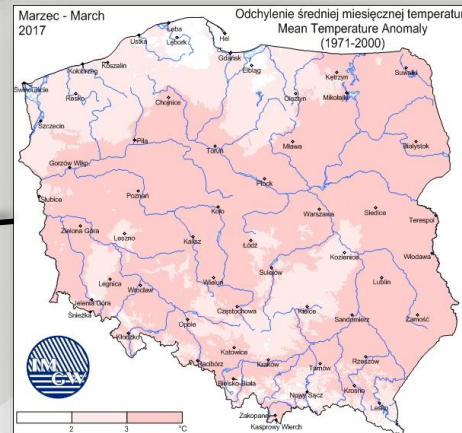 Marzec - March
2017
Odchylenie średniej miesięcznej temperatur
Mean Temperature Anomaly
(1971-2000)
Łeba
Ustka
Lębork
Hel
Gdańsk
Koszalin
Kołobrzeg
Elbląg
Kętrzyn
Suwałki
Świnoujście
Resko
Chojnice
Olsztyn
Mikołajki
Szczecin
Białystok
Piła
Toruń
Mława
Gorzów Wlkp.
Płock
Słubice
Poznań
Koło
Warszawa
Siedlce
Terespol
Zielona Góra
Leszno
Kalisz
Łódź
Kozienice
Włodawa
Legnica
Wrocław
Wieluń
Sulejów
Lublin
Jelenia Góra
Śnieżka
Częstochowa
Kielce
Sandomierz
Zamość
Kłodzko
Opole
Katowice
Racibórz
Kraków
Tarnów
Rzeszów
Bielsko-Biała
Nowy Sącz
Krosno
Lesko
Zakopane
Kasprowy Wierch
IMGW
2
3
°C